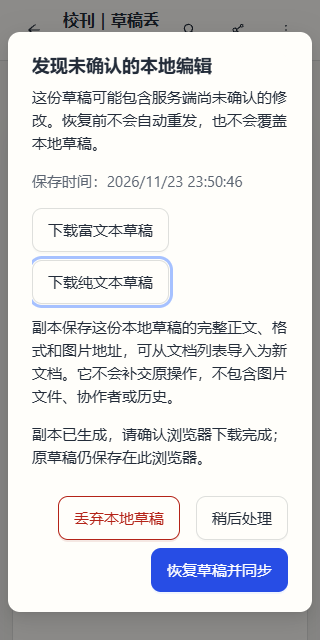 校刊 | 草稿丢
发现未确认的本地编辑
这份草稿可能包含服务端尚未确认的修
改。恢复前不会自动重发，也不会覆盖
本地草稿。
保存时间：2026/11/23 23:50:46
下载富文本草稿
下载纯文本草稿
副本保存这份本地草稿的完整正文、格
式和图片地址，可从文档列表导入为新
文档。它不会补交原操作，不包含图片
文件、协作者或历史。
副本已生成，请确认浏览器下载完成；
原草稿仍保存在此浏览器。
丢弃本地草稿
稍后处理
恢复草稿并同步